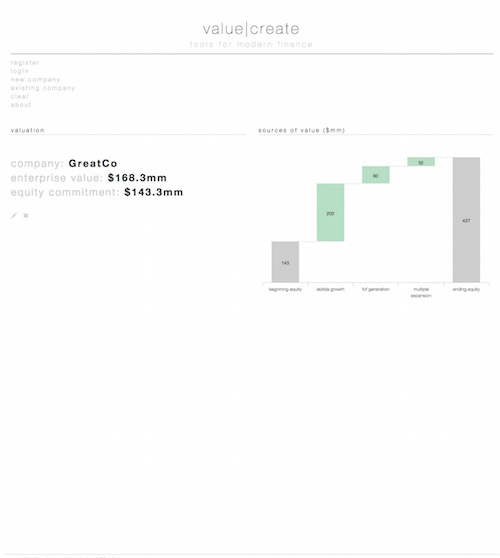 value|create
tools for modern finance
register
login
new company
existing company
clear
about
valuation
sources of value ($mm)
company: GreatCo
enterprise value: $168.3mm
equity commitment: $143.3mm
143
202
60
32
437
beginning equity
ebitda growth
fcf generation
multiple
expansion
ending equity